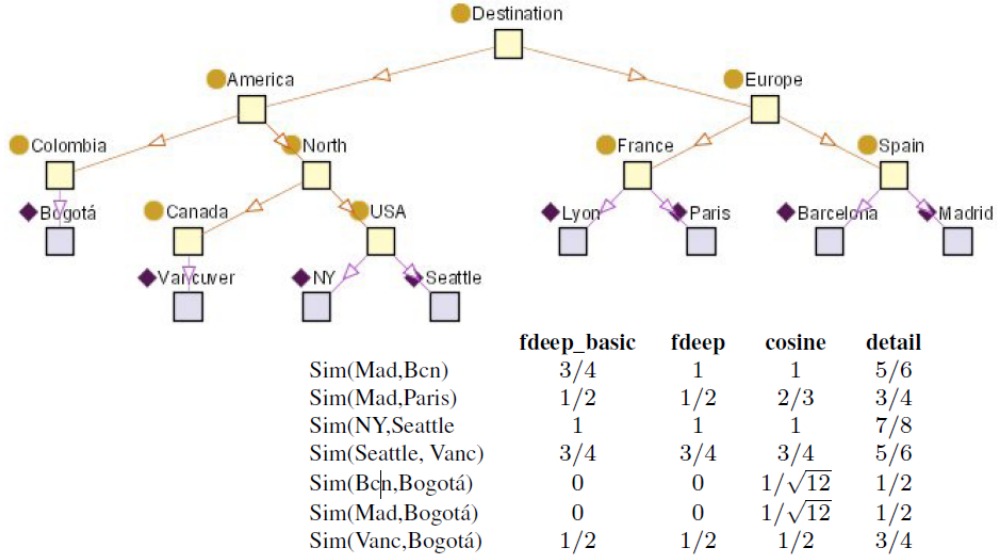 Destination
America Europe
Colombia North France Spain
Bogotá Canada USA Lyon Paris Barcelona Madrid
Vancuver NY Seattle
fdeep_basic fdeep cosine detail
Sim(Mad,Bcn) 3/4 1 1 5/6
Sim(Mad,Paris) 1/2 1/2 2/3 3/4
Sim(NY,Seattle 1 1 1 7/8
Sim(Seattle, Vanc) 3/4 3/4 3/4 5/6
Sim(Bcn,Bogotá) 0 0 1/√12 1/2
Sim(Mad,Bogotá) 0 0 1/√12 1/2
Sim(Vanc,Bogotá) 1/2 1/2 1/2 3/4